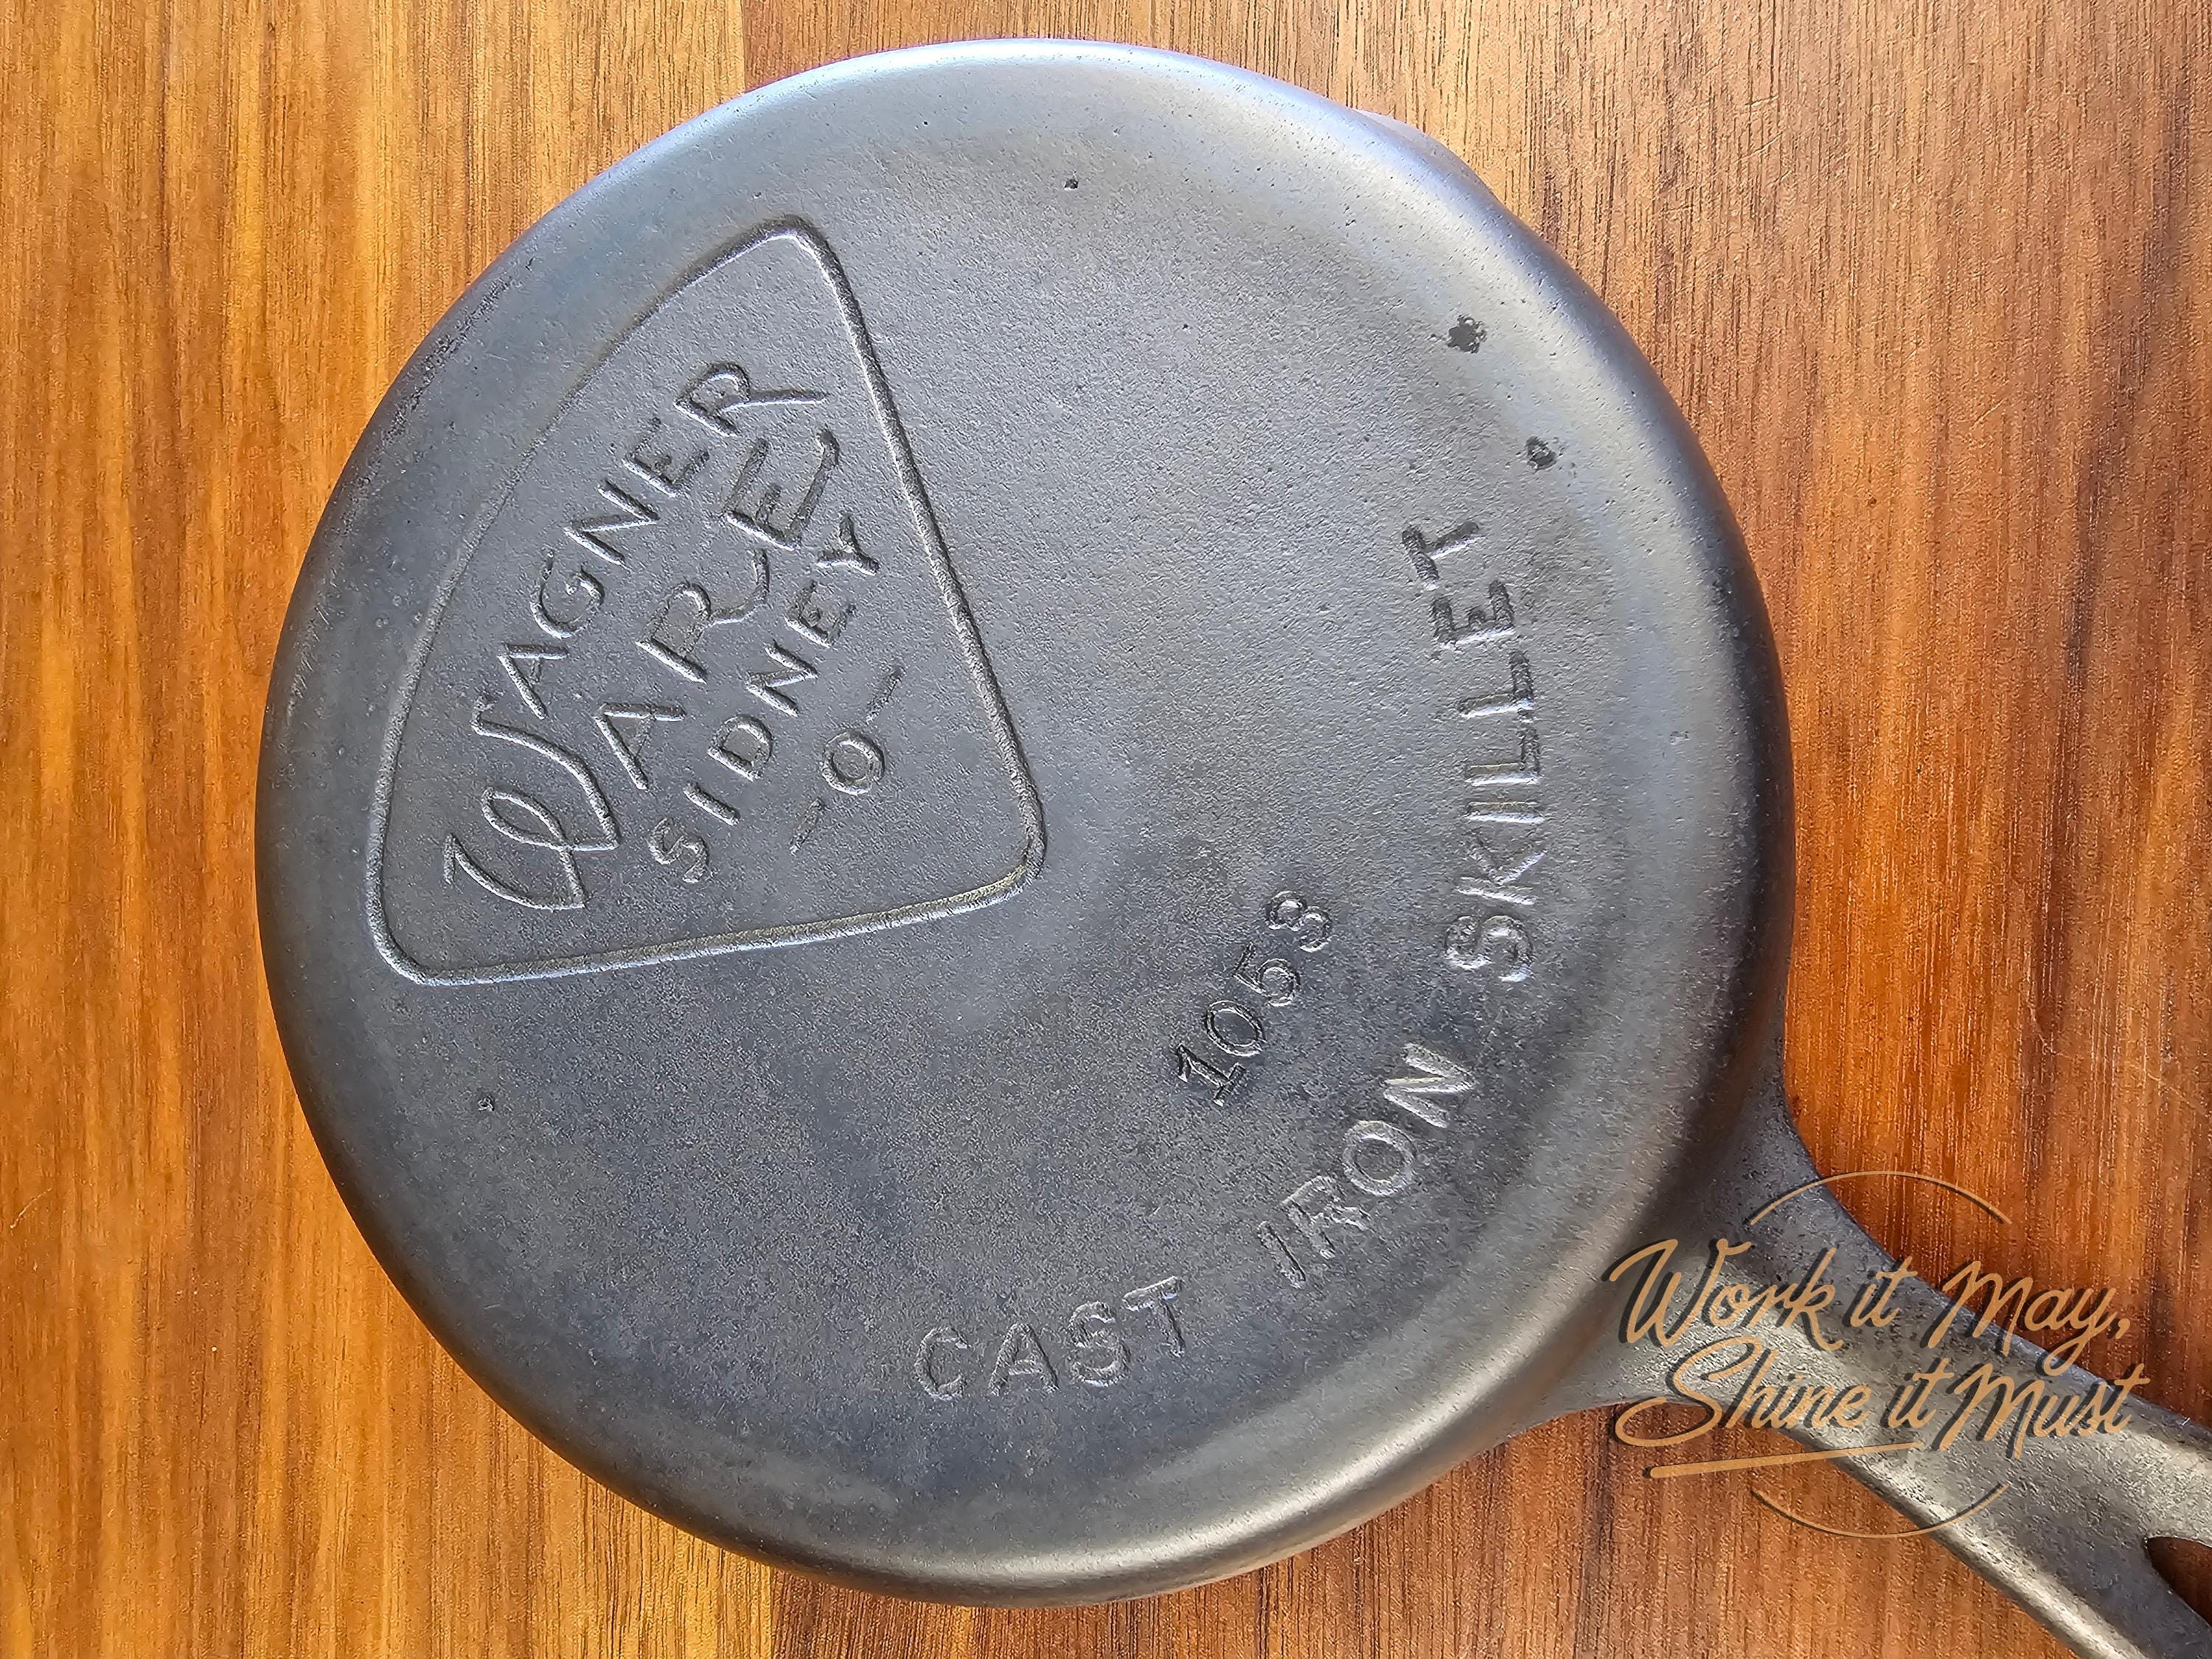 WAGNER
WARE
SIDNEY
-O-
1058
CAST IRON SKILLET
Work it May,
Shine it Must